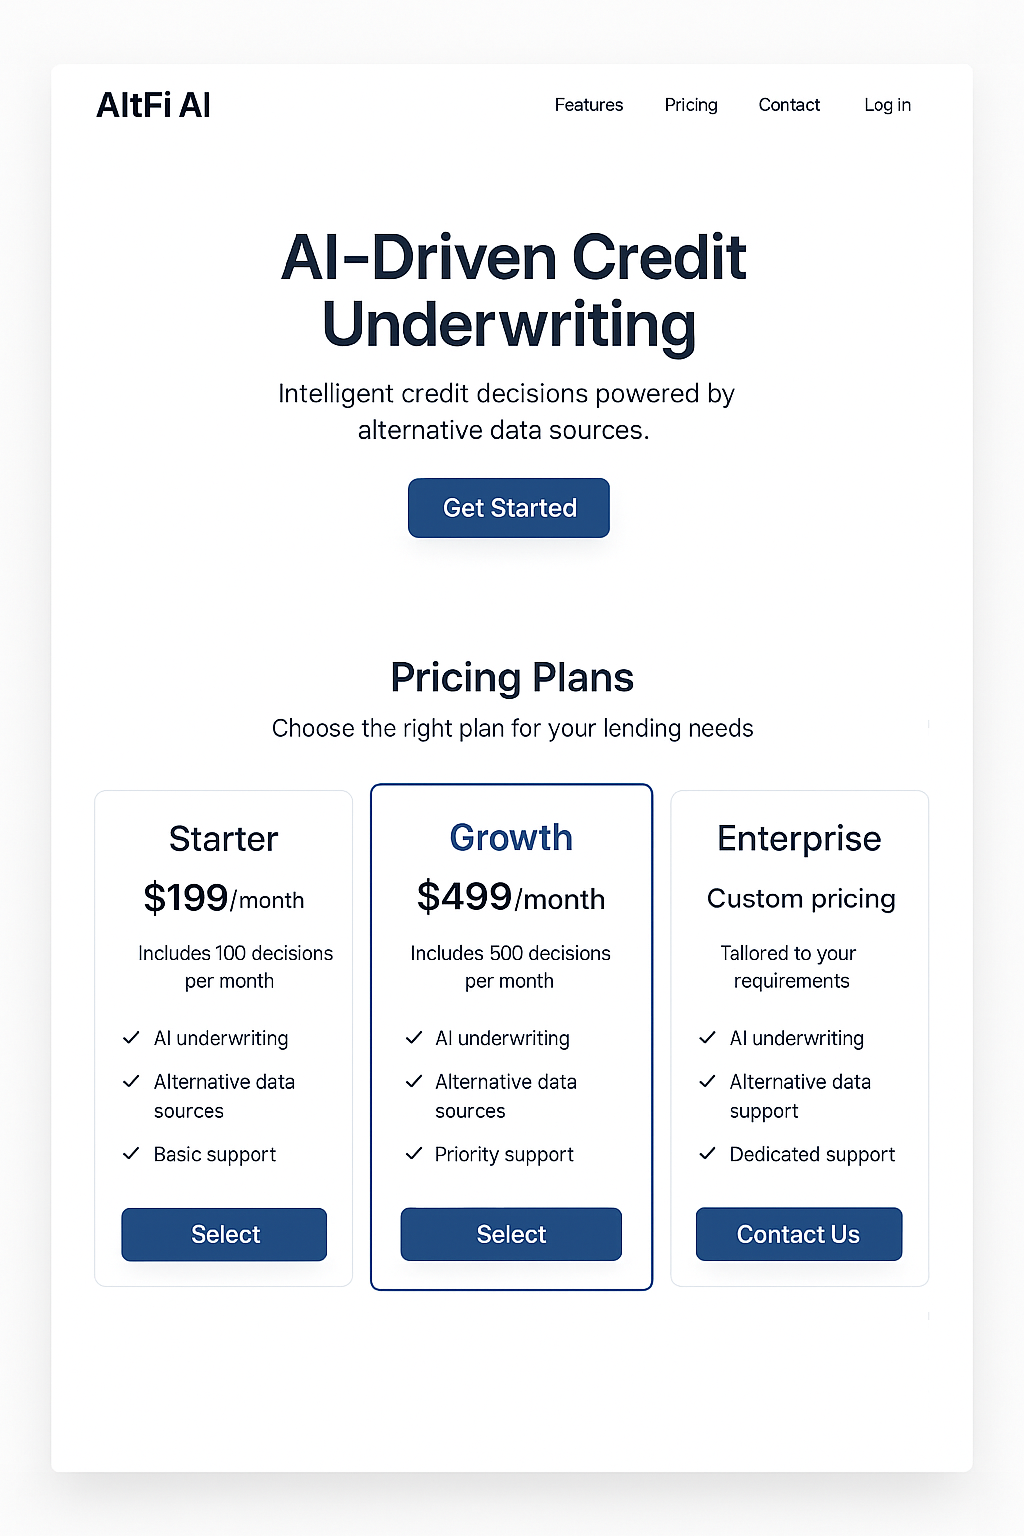 AltFi AI
Features Pricing Contact Log in
AI-Driven Credit
Underwriting
Intelligent credit decisions powered by
alternative data sources.
Get Started
Pricing Plans
Choose the right plan for your lending needs
Starter
$199/month
Includes 100 decisions
per month
AI underwriting
Alternative data
sources
Basic support
Select
Growth
$499/month
Includes 500 decisions
per month
AI underwriting
Alternative data
sources
Priority support
Select
Enterprise
Custom pricing
Tailored to your
requirements
AI underwriting
Alternative data
support
Dedicated support
Contact Us